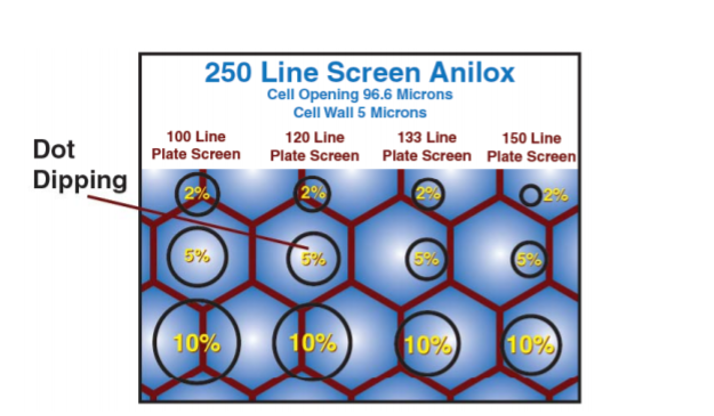 250 Line Screen Anilox
Cell Opening 96.6 Microns
Cell Wall 5 Microns
100 Line
Plate Screen
120 Line
Plate Screen
133 Line
Plate Screen
150 Line
Plate Screen
Dot
Dipping
2% 2% 2% 2%
5% 5% 5% 5%
10% 10% 10% 10%